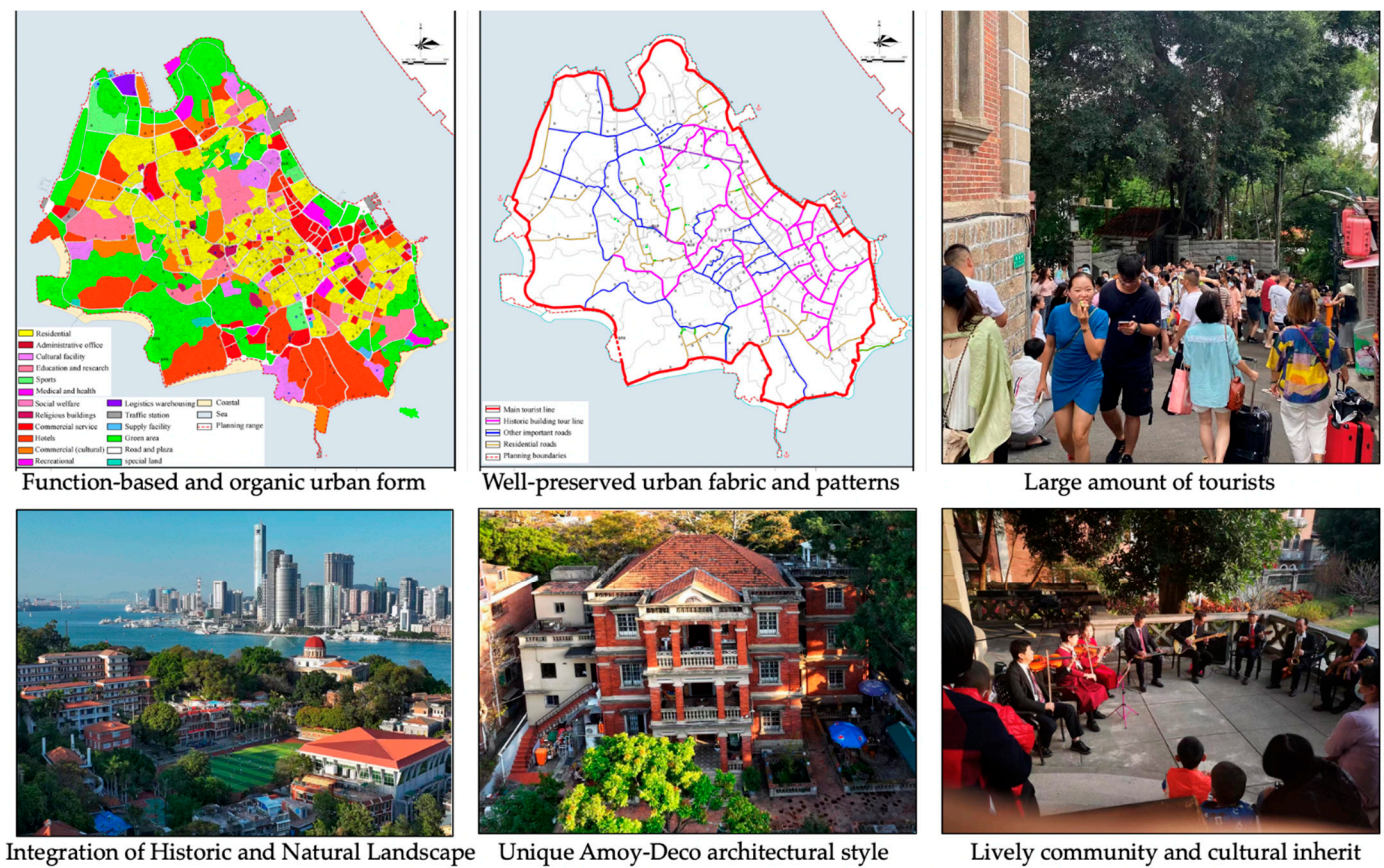 Residential
Administrative office
Cultural facility
Education and research
Sports
Medical and health
Social welfare
Religious buildings
Commercial service
Hotels
Commercial (cultural)
Recreational
Logistics warehousing
Traffic station
Supply facility
Green area
Road and plaza
special land
Coastal
Sea
Planning range
Main tourist line
Historic building tour line
Other important roads
Residential roads
Planning boundaries
Function-based and organic urban form
Well-preserved urban fabric and patterns
Large amount of tourists
Integration of Historic and Natural Landscape
Unique Amoy-Deco architectural style
Lively community and cultural inherit